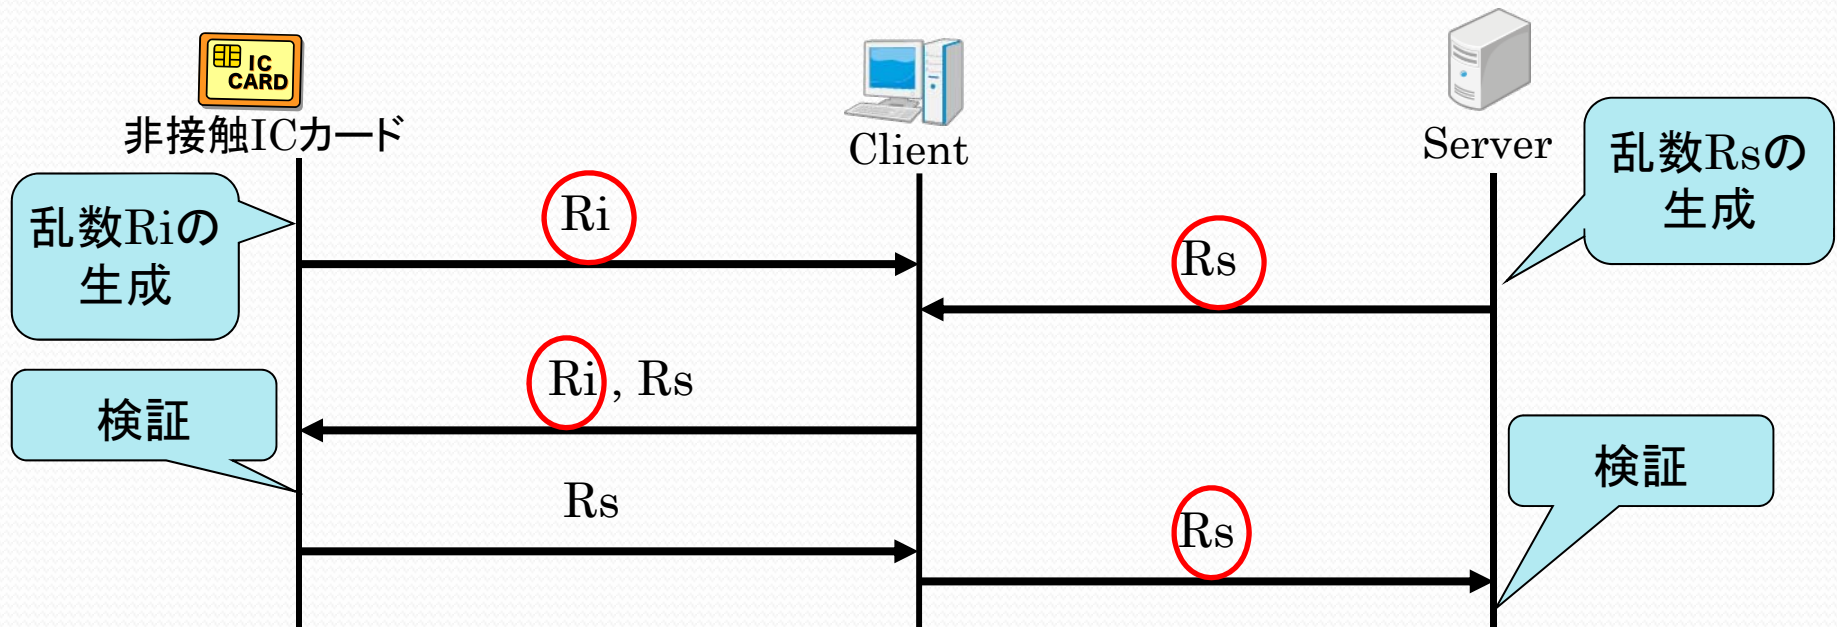 IC
CARD
非接触ICカード
Client
Server
乱数Rsの
生成
乱数Riの
生成
Ri
Rs
Ri , Rs
検証
Rs
検証
Rs